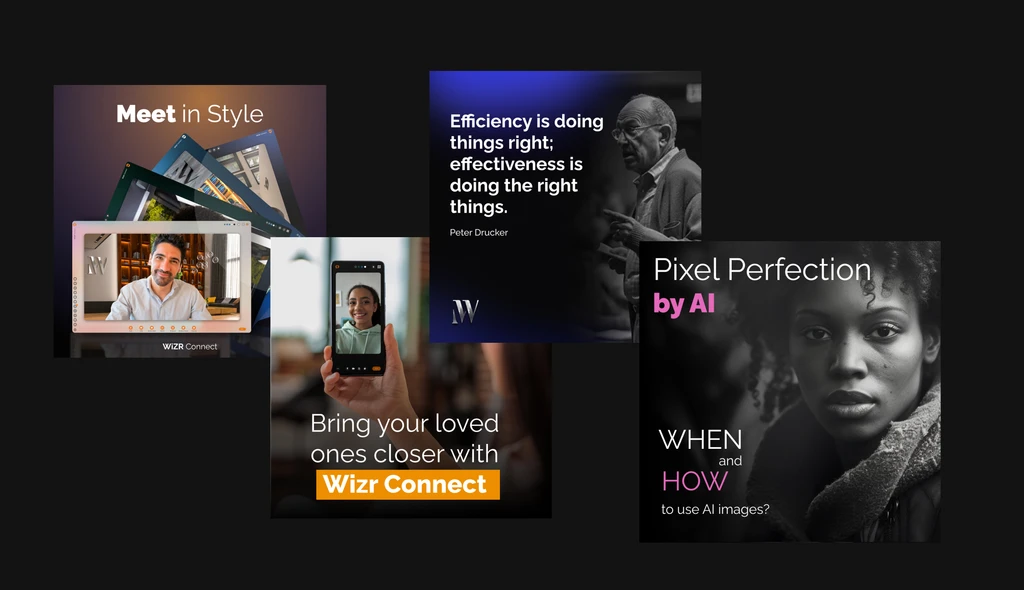 Meet in Style
WiZR Connect
Efficiency is doing
things right;
effectiveness is
doing the right
things.
Peter Drucker
W
Bring your loved
ones closer with
Wizr Connect
Pixel Perfection
by AI
WHEN
and
HOW
to use AI images?